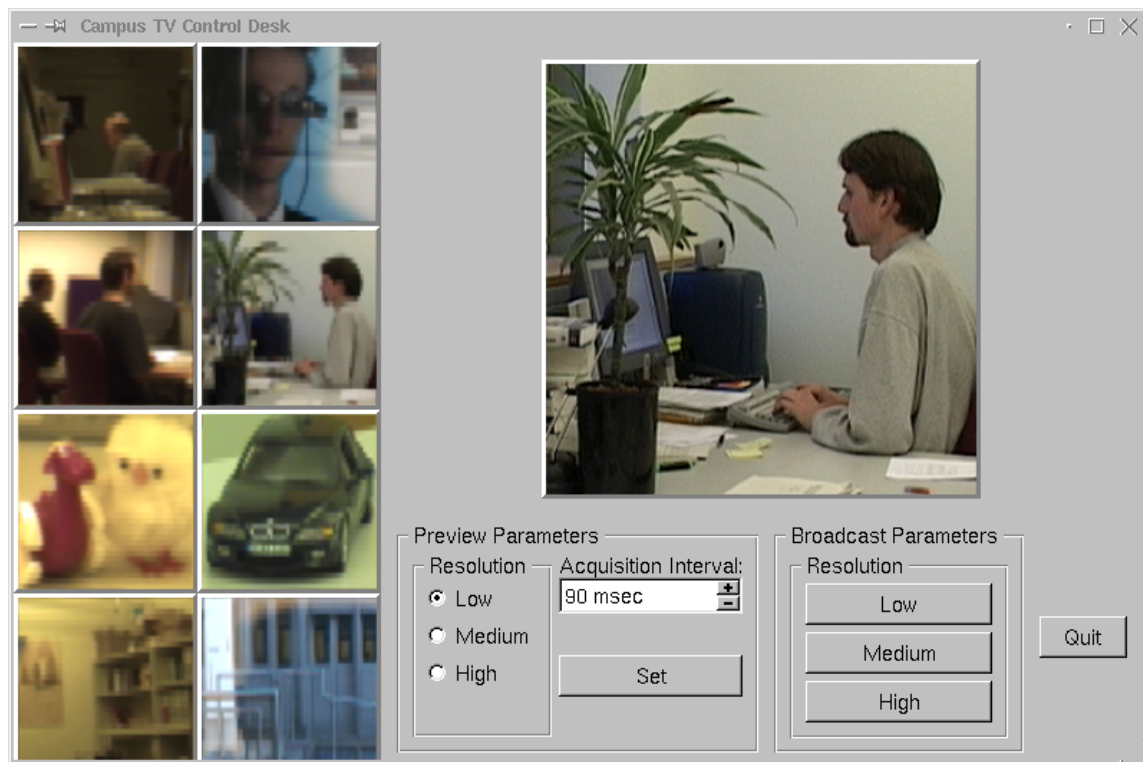 Campus TV Control Desk
Preview Parameters
Resolution
Low
Medium
High
Acquisition Interval:
90 msec
Set
Broadcast Parameters
Resolution
Low
Medium
High
Quit